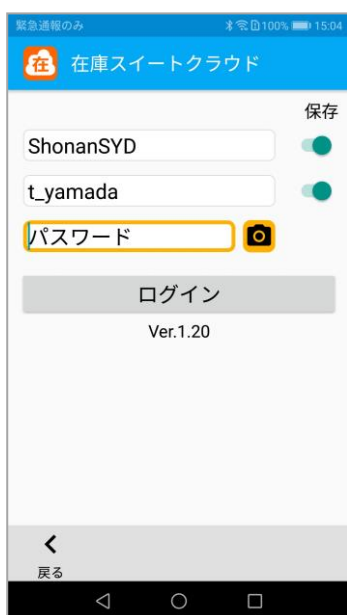 緊急通報のみ 100% 15:04
在 在庫スイートクラウド
保存
ShonanSYD
t_yamada
パスワード
ログイン
Ver.1.20
戻る